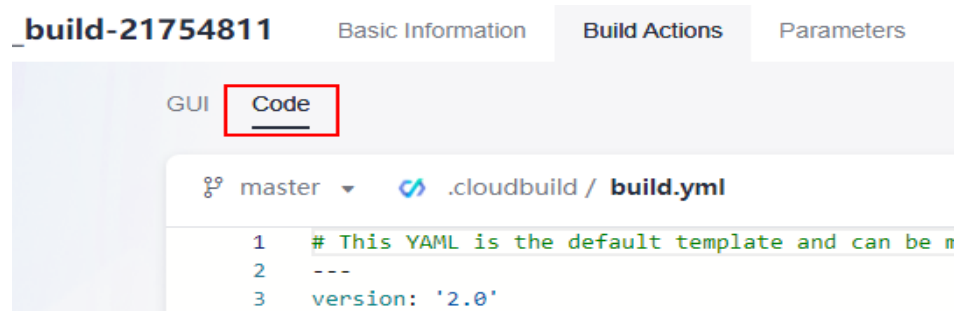 _build-21754811 Basic Information Build Actions Parameters
GUI Code
master .cloudbuild / build.yml
1 # This YAML is the default template and can be
2 ---
3 version: '2.0'